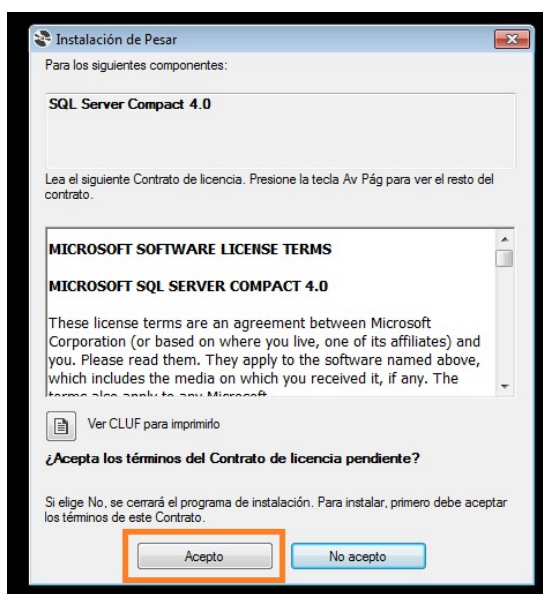 Instalación de Pesar
Para los siguientes componentes:
SQL Server Compact 4.0
Lea el siguiente Contrato de licencia. Presione la tecla Av Pág para ver el resto del
contrato.
MICROSOFT SOFTWARE LICENSE TERMS
MICROSOFT SQL SERVER COMPACT 4.0
These license terms are an agreement between Microsoft
Corporation (or based on where you live, one of its affiliates) and
you. Please read them. They apply to the software named above,
which includes the media on which you received it, if any. The
terms also apply to any Microsoft
Ver CLUF para imprimirlo
¿Acepta los términos del Contrato de licencia pendiente?
Si elige No, se cerrará el programa de instalación. Para instalar, primero debe aceptar
los términos de este Contrato.
Acepto
No acepto